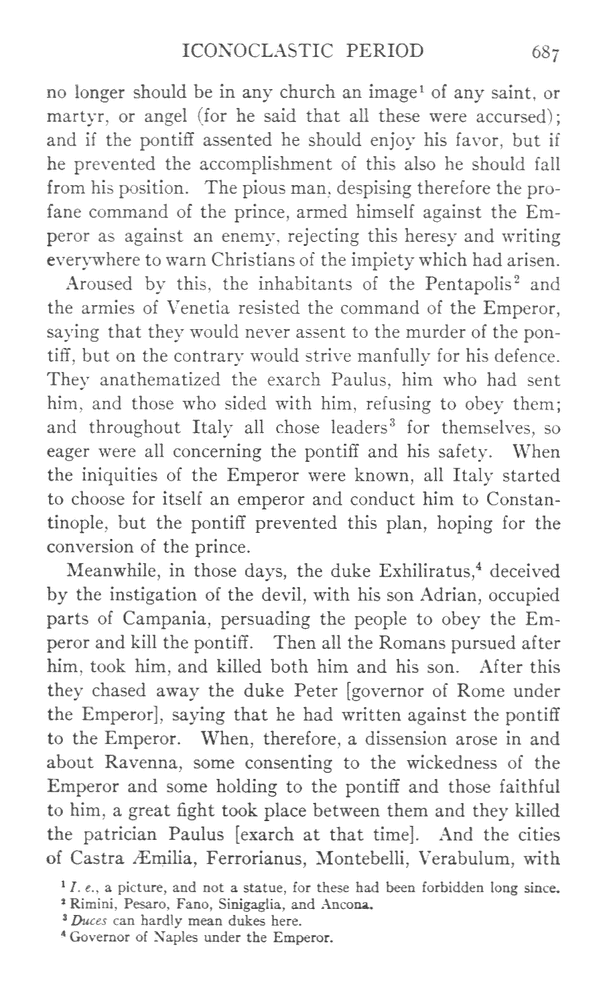 ICONOCLASTIC PERIOD 687
no longer should be in any church an image¹ of any saint, or
martyr, or angel (for he said that all these were accursed);
and if the pontiff assented he should enjoy his favor, but if
he prevented the accomplishment of this also he should fall
from his position. The pious man, despising therefore the pro-
fane command of the prince, armed himself against the Em-
peror as against an enemy, rejecting this heresy and writing
everywhere to warn Christians of the impiety which had arisen.
Aroused by this, the inhabitants of the Pentapolis² and
the armies of Venetia resisted the command of the Emperor,
saying that they would never assent to the murder of the pon-
tiff, but on the contrary would strive manfully for his defence.
They anathematized the exarch Paulus, him who had sent
him, and those who sided with him, refusing to obey them;
and throughout Italy all chose leaders³ for themselves, so
eager were all concerning the pontiff and his safety. When
the iniquities of the Emperor were known, all Italy started
to choose for itself an emperor and conduct him to Constan-
tinople, but the pontiff prevented this plan, hoping for the
conversion of the prince.
Meanwhile, in those days, the duke Exhiliratus,⁴ deceived
by the instigation of the devil, with his son Adrian, occupied
parts of Campania, persuading the people to obey the Em-
peror and kill the pontiff. Then all the Romans pursued after
him, took him, and killed both him and his son. After this
they chased away the duke Peter [governor of Rome under
the Emperor], saying that he had written against the pontiff
to the Emperor. When, therefore, a dissension arose in and
about Ravenna, some consenting to the wickedness of the
Emperor and some holding to the pontiff and those faithful
to him, a great fight took place between them and they killed
the patrician Paulus [exarch at that time]. And the cities
of Castra Æmilia, Ferrorianus, Montebelli, Verabulum, with
¹ I. e., a picture, and not a statue, for these had been forbidden long since.
² Rimini, Pesaro, Fano, Sinigaglia, and Ancona.
³ Duces can hardly mean dukes here.
⁴ Governor of Naples under the Emperor.